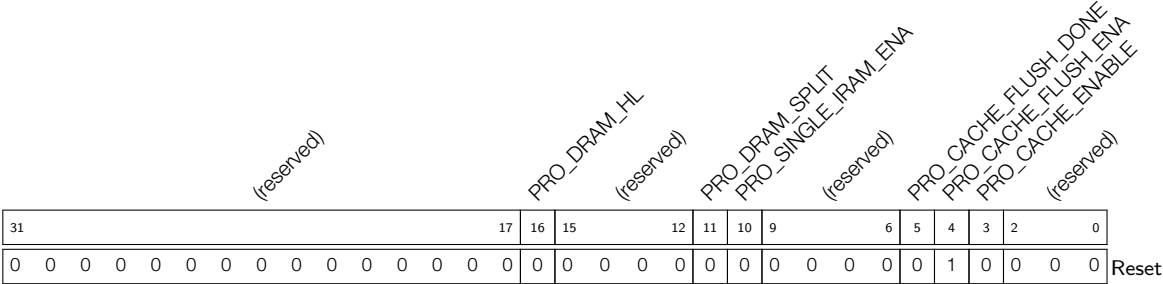 (reserved) PRO_DRAM_HL (reserved) PRO_DRAM_SPLIT PRO_SINGLE_IRAM_ENA (reserved) PRO_CACHE_FLUSH_DONE PRO_CACHE_FLUSH_ENA PRO_CACHE_ENABLE (reserved)
31 17 16 15 12 11 10 9 6 5 4 3 2 0
0 0 0 0 0 0 0 0 0 0 0 0 0 0 0 0 0 0 0 0 0 0 0 0 0 0 0 1 0 0 0 0 Reset